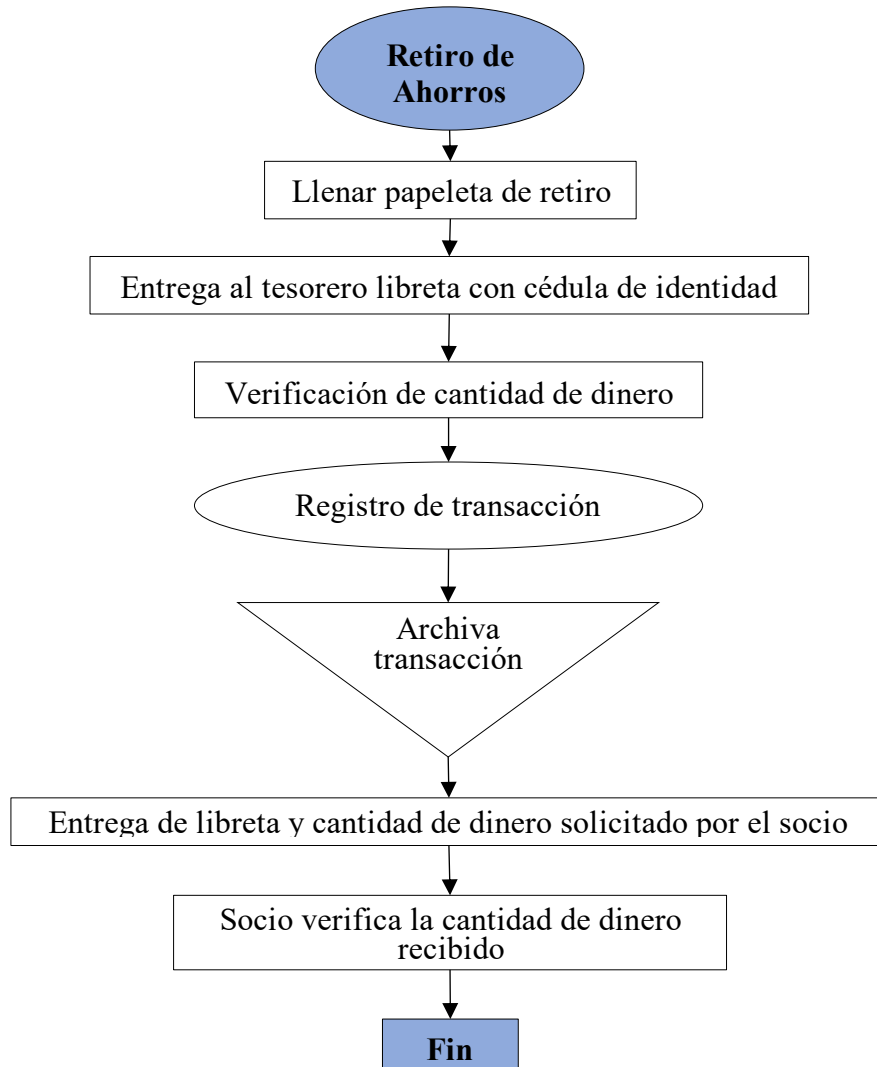 Retiro de
Ahorros
Llenar papeleta de retiro
Entrega al tesorero libreta con cédula de identidad
Verificación de cantidad de dinero
Registro de transacción
Archiva
transacción
Entrega de libreta y cantidad de dinero solicitado por el socio
Socio verifica la cantidad de dinero
recibido
Fin